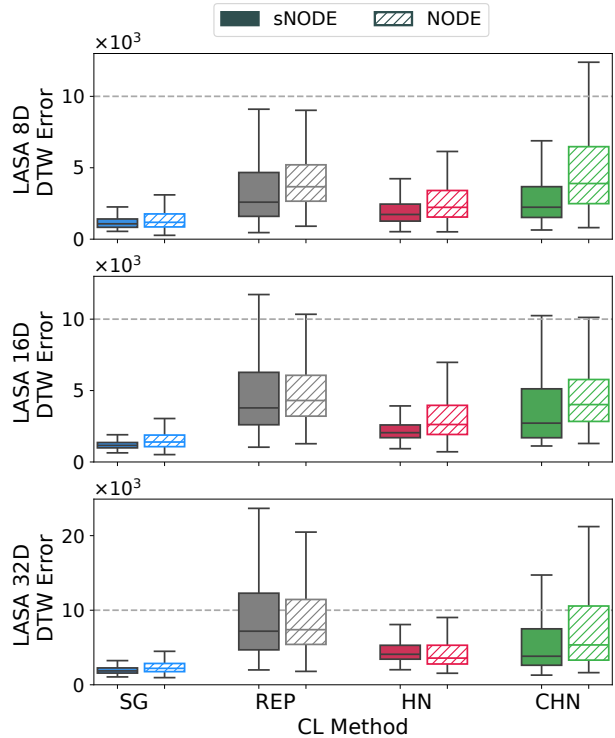 sNODE NODE
×10³
LASA 8D
DTW Error
10
5
0
×10³
LASA 16D
DTW Error
10
5
0
×10³
LASA 32D
DTW Error
20
10
0
SG REP HN CHN
CL Method